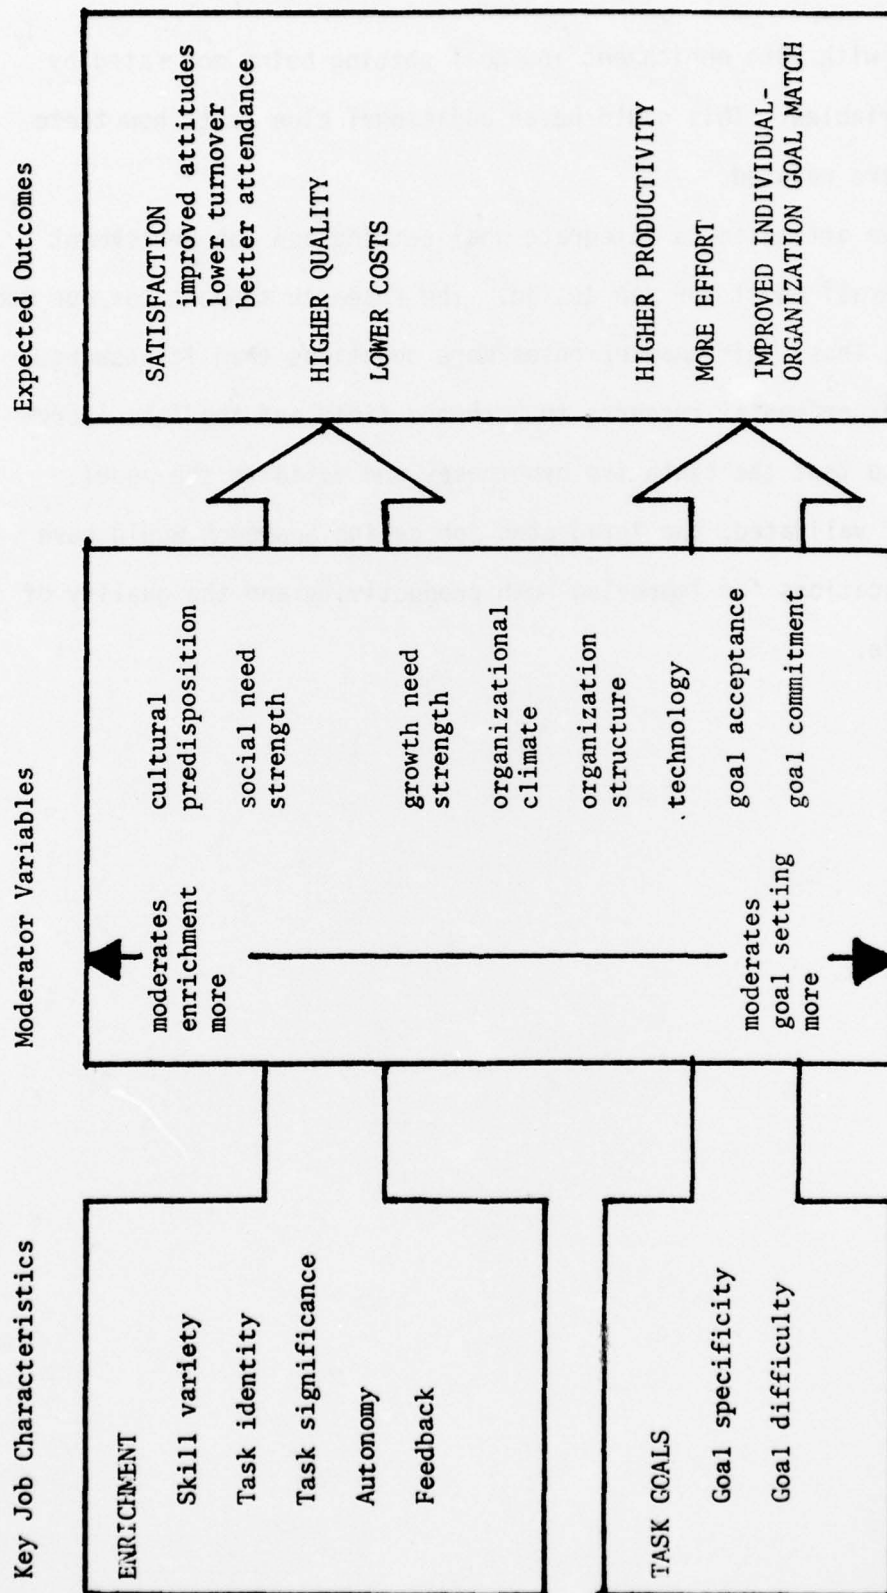 Key Job Characteristics
ENRICHMENT
Skill variety
Task identity
Task significance
Autonomy
Feedback
TASK GOALS
Goal specificity
Goal difficulty
Moderator Variables
moderates
enrichment
more
cultural
predisposition
social need
strength
growth need
strength
organizational
climate
organization
structure
technology
goal acceptance
goal commitment
moderates
goal setting
more
Expected Outcomes
SATISFACTION
improved attitudes
lower turnover
better attendance
HIGHER QUALITY
LOWER COSTS
HIGHER PRODUCTIVITY
MORE EFFORT
IMPROVED INDIVIDUAL-
ORGANIZATION GOAL MATCH